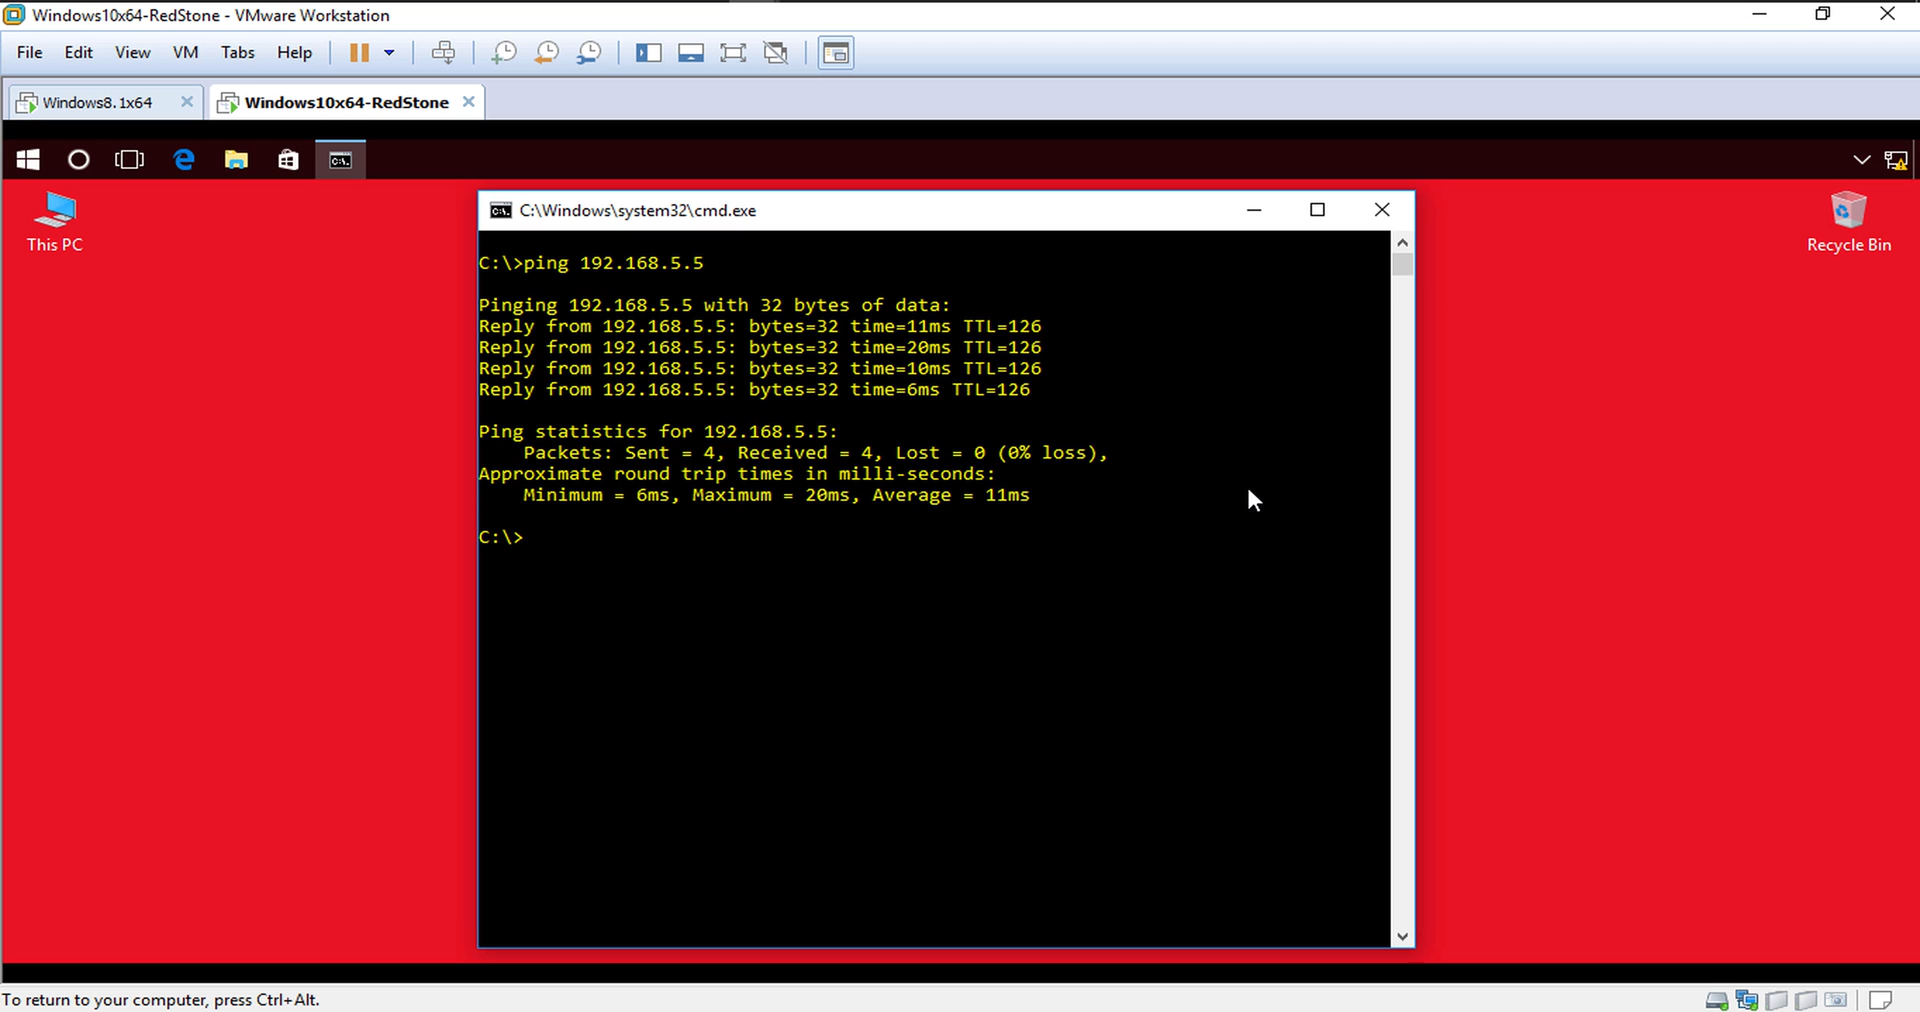 Windows10x64-RedStone - VMware Workstation
File Edit View VM Tabs Help
Windows8.1x64 Windows10x64-RedStone
This PC
Recycle Bin
C:\Windows\system32\cmd.exe
C:\>ping 192.168.5.5
Pinging 192.168.5.5 with 32 bytes of data:
Reply from 192.168.5.5: bytes=32 time=11ms TTL=126
Reply from 192.168.5.5: bytes=32 time=20ms TTL=126
Reply from 192.168.5.5: bytes=32 time=10ms TTL=126
Reply from 192.168.5.5: bytes=32 time=6ms TTL=126
Ping statistics for 192.168.5.5:
Packets: Sent = 4, Received = 4, Lost = 0 (0% loss),
Approximate round trip times in milli-seconds:
Minimum = 6ms, Maximum = 20ms, Average = 11ms
C:\>
To return to your computer, press Ctrl+Alt.